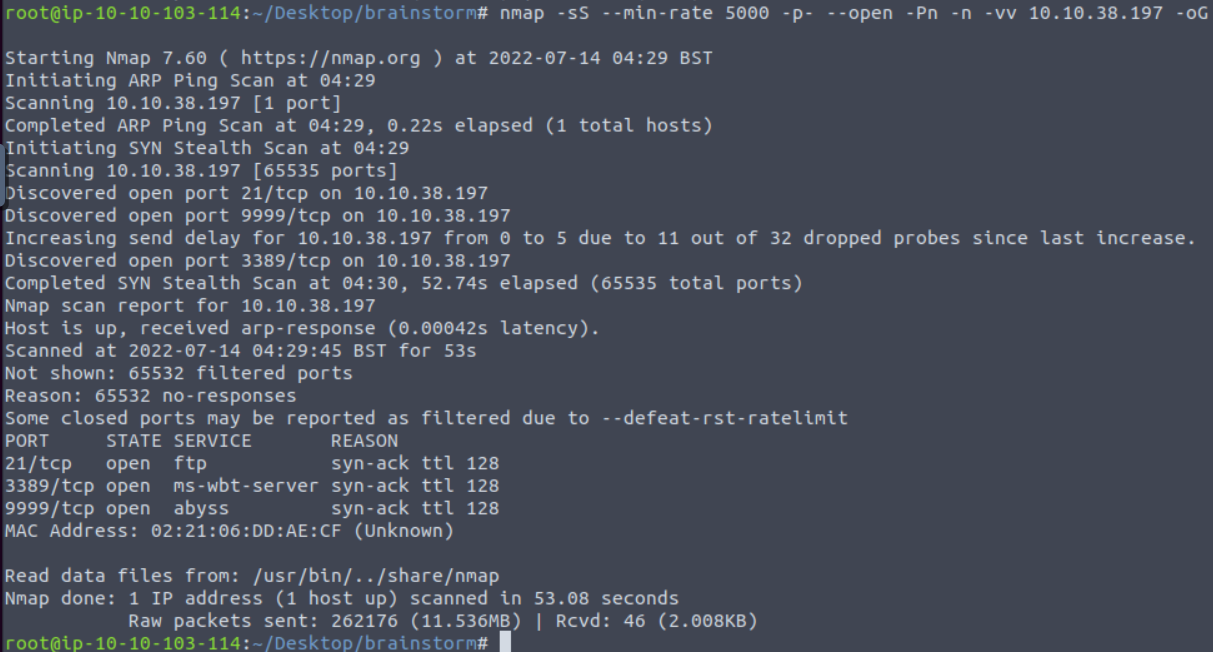 root@ip-10-10-103-114:~/Desktop/brainstorm# nmap -sS --min-rate 5000 -p- --open -Pn -n -vv 10.10.38.197 -oG
Starting Nmap 7.60 ( https://nmap.org ) at 2022-07-14 04:29 BST
Initiating ARP Ping Scan at 04:29
Scanning 10.10.38.197 [1 port]
Completed ARP Ping Scan at 04:29, 0.22s elapsed (1 total hosts)
Initiating SYN Stealth Scan at 04:29
Scanning 10.10.38.197 [65535 ports]
Discovered open port 21/tcp on 10.10.38.197
Discovered open port 9999/tcp on 10.10.38.197
Increasing send delay for 10.10.38.197 from 0 to 5 due to 11 out of 32 dropped probes since last increase.
Discovered open port 3389/tcp on 10.10.38.197
Completed SYN Stealth Scan at 04:30, 52.74s elapsed (65535 total ports)
Nmap scan report for 10.10.38.197
Host is up, received arp-response (0.00042s latency).
Scanned at 2022-07-14 04:29:45 BST for 53s
Not shown: 65532 filtered ports
Reason: 65532 no-responses
Some closed ports may be reported as filtered due to --defeat-rst-ratelimit
PORT     STATE SERVICE       REASON
21/tcp   open  ftp           syn-ack ttl 128
3389/tcp open  ms-wbt-server syn-ack ttl 128
9999/tcp open  abyss         syn-ack ttl 128
MAC Address: 02:21:06:DD:AE:CF (Unknown)
Read data files from: /usr/bin/../share/nmap
Nmap done: 1 IP address (1 host up) scanned in 53.08 seconds
           Raw packets sent: 262176 (11.536MB) | Rcvd: 46 (2.008KB)
root@ip-10-10-103-114:~/Desktop/brainstorm#